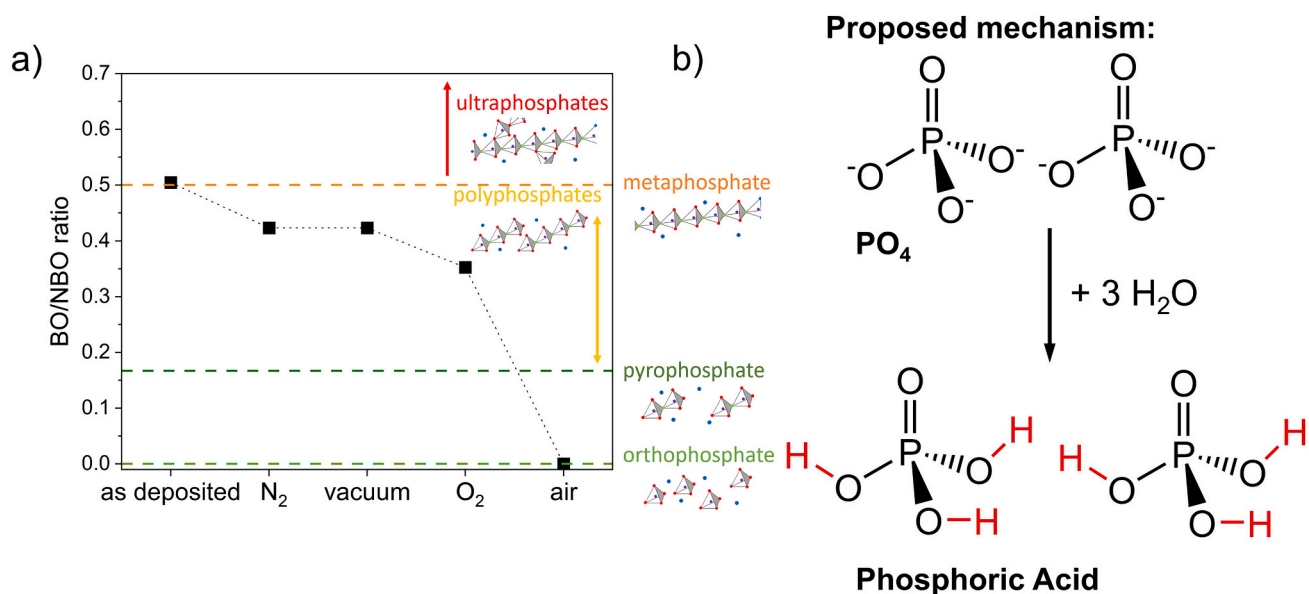 a)
BO/NBO ratio
0.7
0.6
0.5
0.4
0.3
0.2
0.1
0.0
as deposited N₂ vacuum O₂ air
ultraphosphates
polyphosphates
metaphosphate
pyrophosphate
orthophosphate
b)
Proposed mechanism:
O O
P P
⁻O O⁻ ⁻O O⁻
O⁻ O⁻
PO₄
+ 3 H₂O
O O
H P H H P H
O O O O
O H O H
Phosphoric Acid